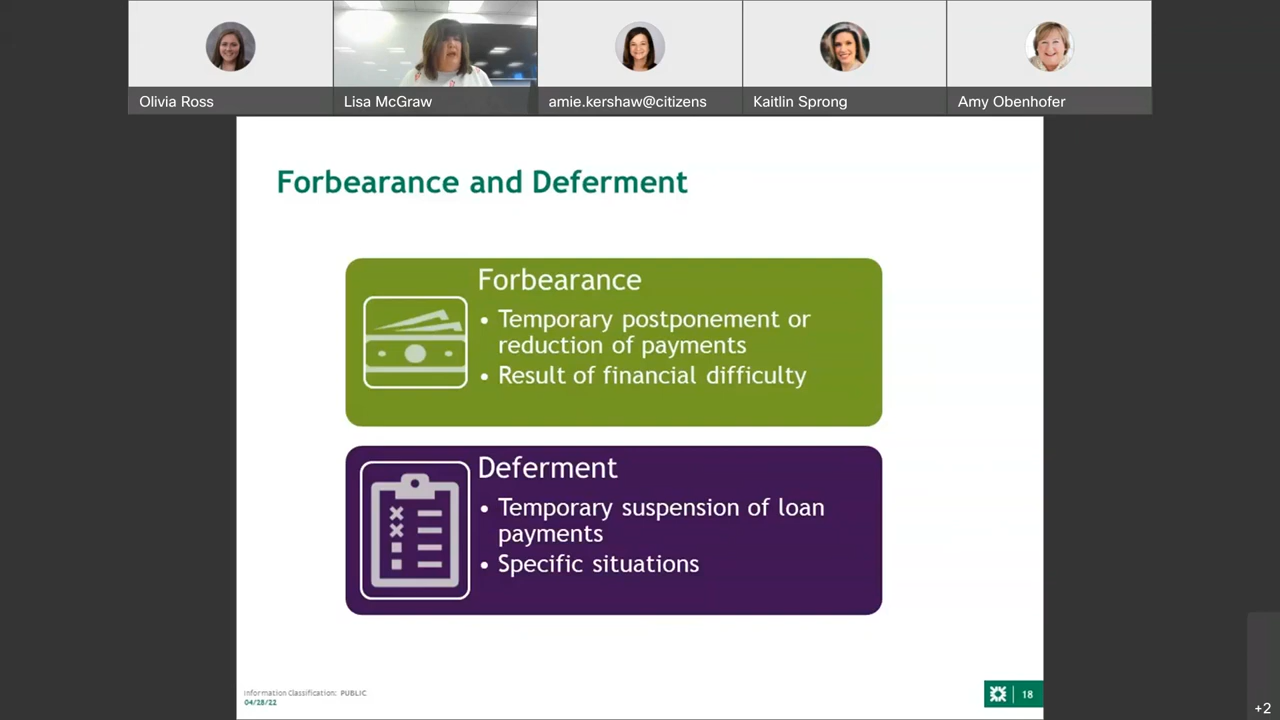 Olivia Ross
Lisa McGraw
amie.kershaw@citizens
Kaitlin Sprong
Amy Obenhofer
Forbearance and Deferment
Forbearance
• Temporary postponement or
reduction of payments
• Result of financial difficulty
Deferment
• Temporary suspension of loan
payments
• Specific situations
Information Classification: PUBLIC
04/28/22
18
+2